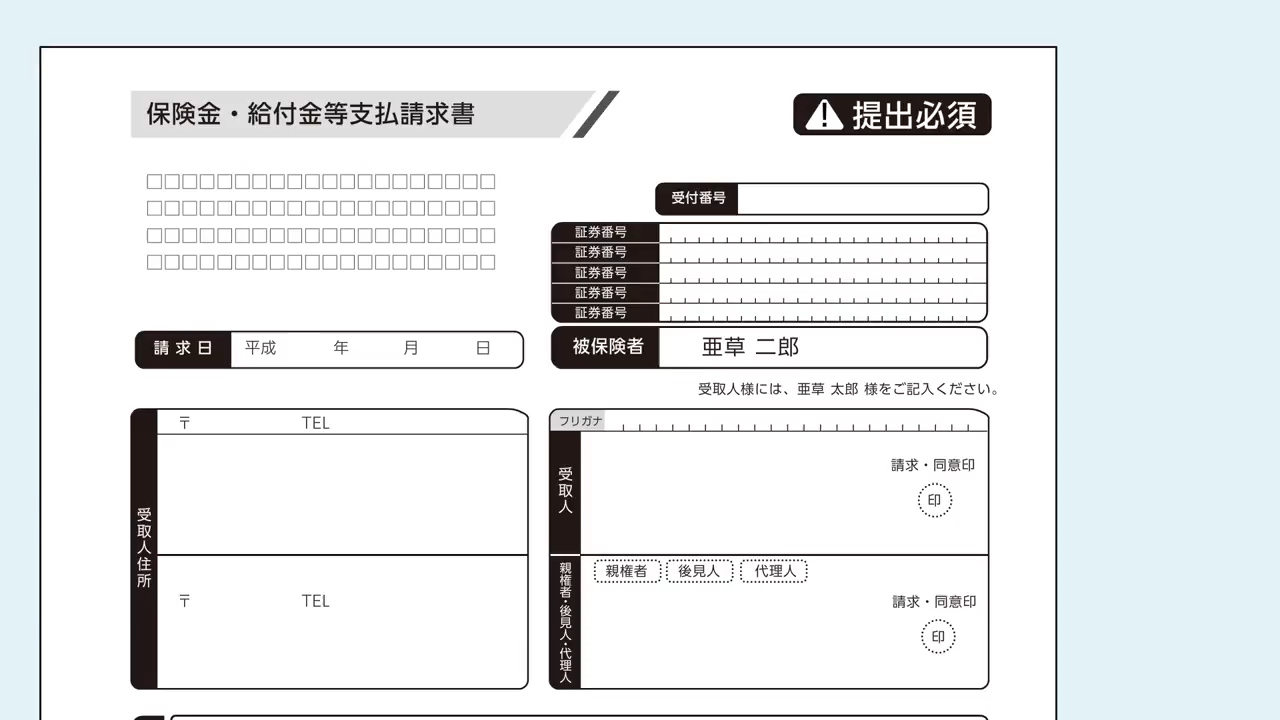 保険金・給付金等支払請求書
提出必須
受付番号
証券番号
証券番号
証券番号
証券番号
証券番号
請求日 平成 年 月 日
被保険者 亜草 二郎
受取人様には、亜草 太郎 様をご記入ください。
受取人住所
〒 TEL
〒 TEL
フリガナ
受取人
請求・同意印
印
親権者・後見人・代理人
親権者 後見人 代理人
請求・同意印
印